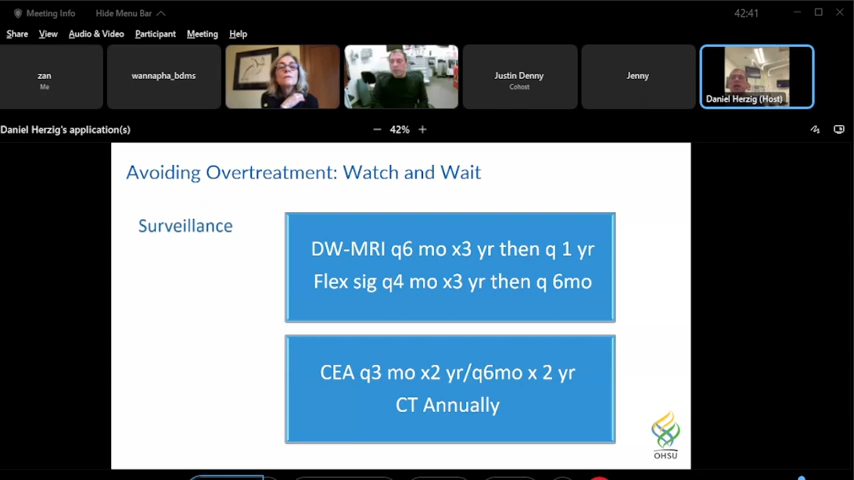 Meeting Info
Hide Menu Bar
42:41
Share View Audio & Video Participant Meeting Help
zan
Me
wannapha_bdms
Justin Denny
Cohost
Jenny
Daniel Herzig (Host)
Daniel Herzig's application(s)
42%
Avoiding Overtreatment: Watch and Wait
Surveillance
DW-MRI q6 mo x3 yr then q 1 yr
Flex sig q4 mo x3 yr then q 6mo
CEA q3 mo x2 yr/q6mo x 2 yr
CT Annually
OHSU